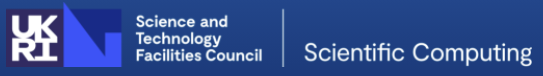 UK
RI
Science and
Technology
Facilities Council
Scientific Computing